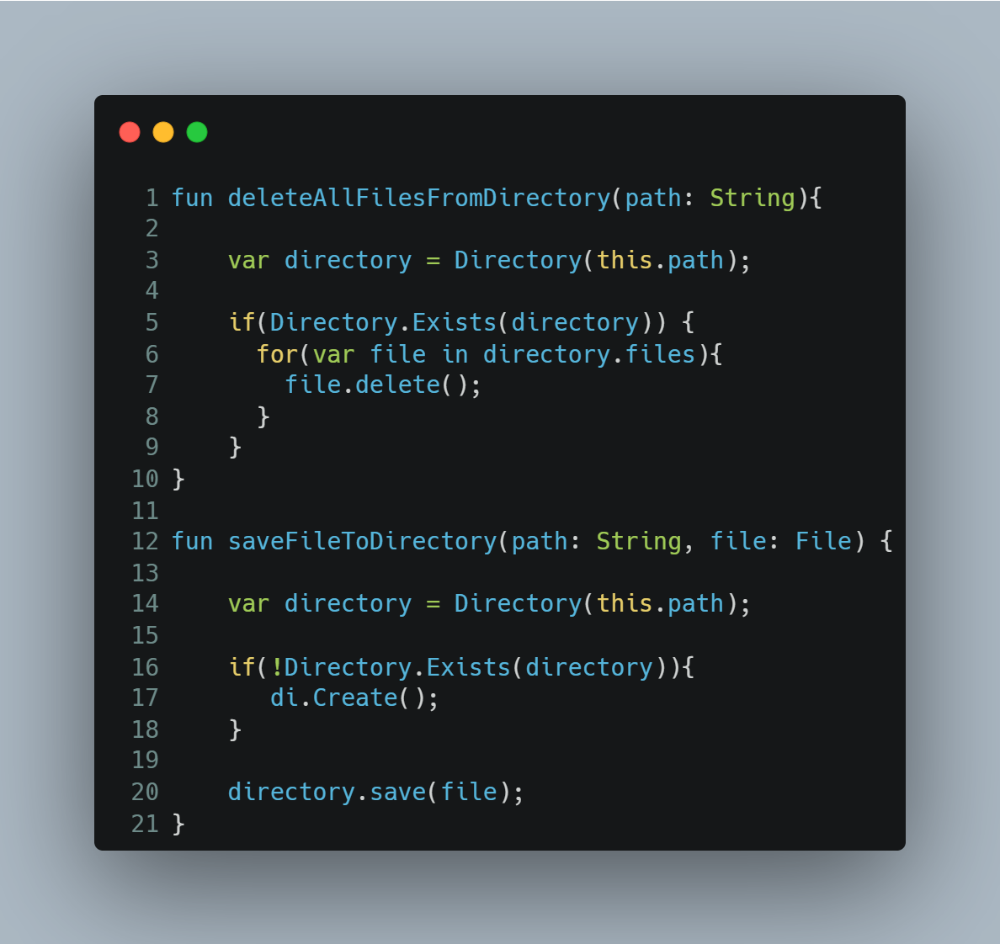 1 fun deleteAllFilesFromDirectory(path: String){
2
3     var directory = Directory(this.path);
4
5     if(Directory.Exists(directory)) {
6       for(var file in directory.files){
7         file.delete();
8       }
9     }
10 }
11
12 fun saveFileToDirectory(path: String, file: File) {
13
14     var directory = Directory(this.path);
15
16     if(!Directory.Exists(directory)){
17        di.Create();
18     }
19
20     directory.save(file);
21 }